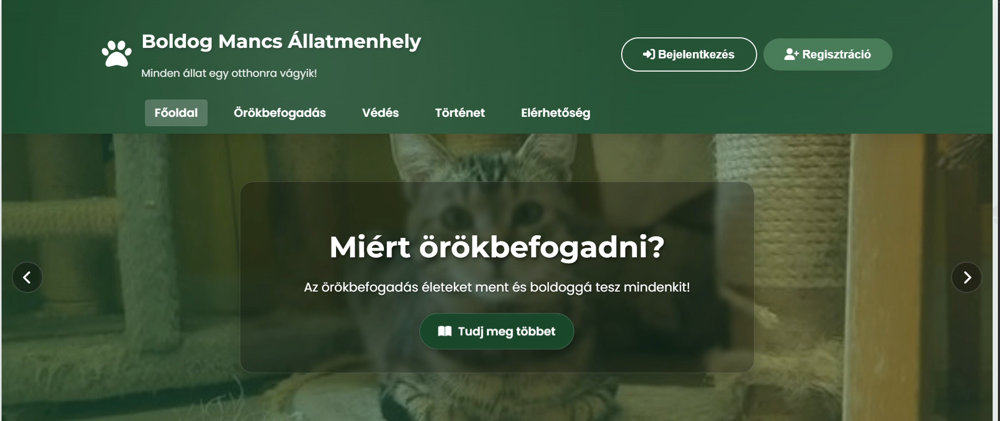 Boldog Mancs Állatmenhely
Minden állat egy otthonra vágyik!
Bejelentkezés
Regisztráció
Főoldal Örökbefogadás Védés Történet Elérhetőség
Miért örökbefogadni?
Az örökbefogadás életeket ment és boldoggá tesz mindenkit!
Tudj meg többet